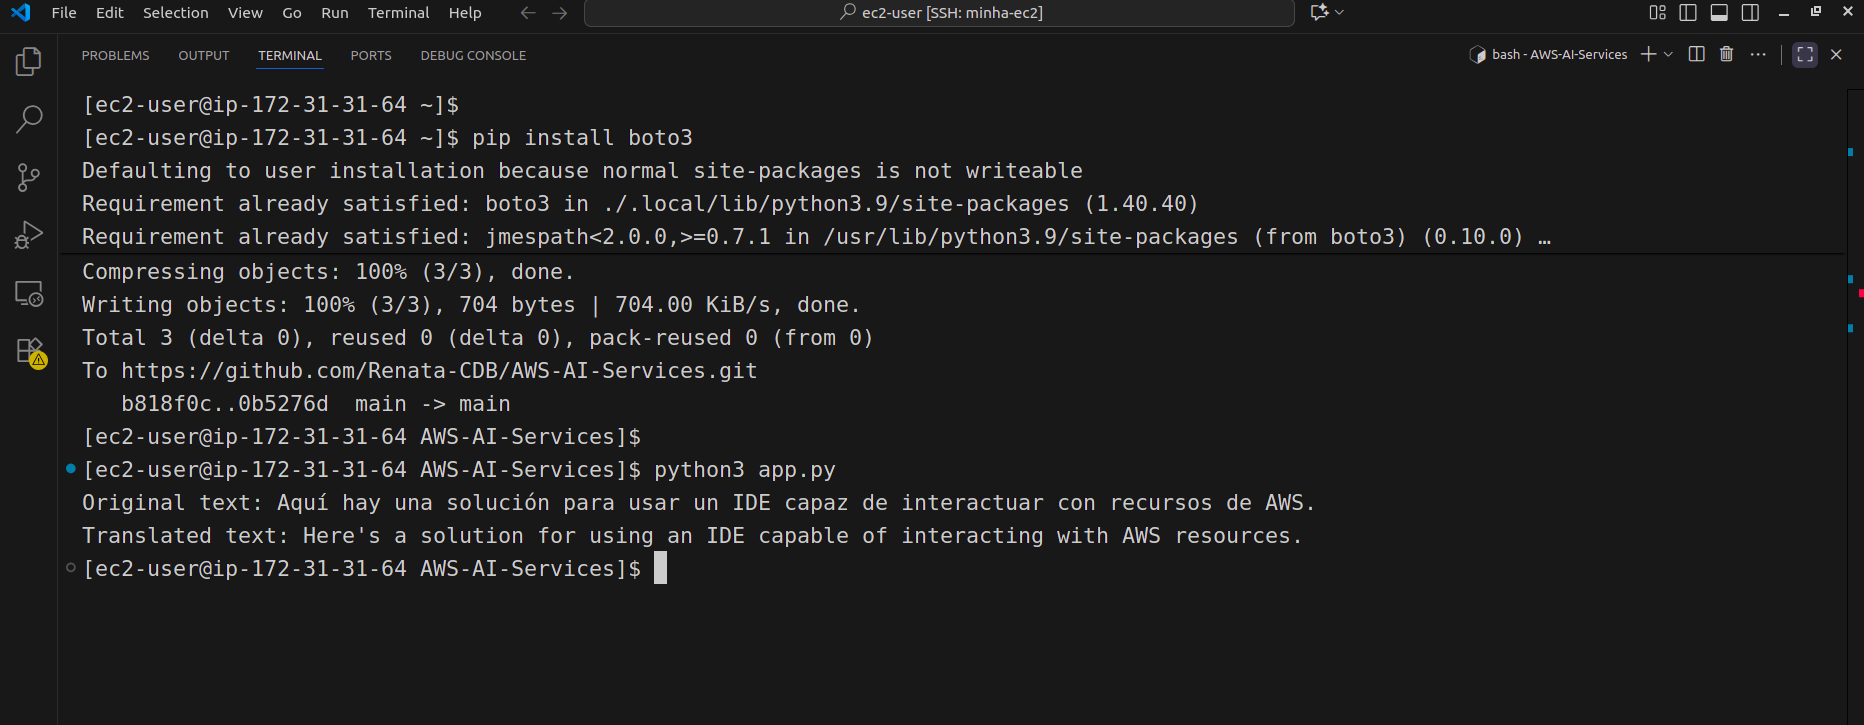 File Edit Selection View Go Run Terminal Help
ec2-user [SSH: minha-ec2]
PROBLEMS OUTPUT TERMINAL PORTS DEBUG CONSOLE
bash - AWS-AI-Services
[ec2-user@ip-172-31-31-64 ~]$
[ec2-user@ip-172-31-31-64 ~]$ pip install boto3
Defaulting to user installation because normal site-packages is not writeable
Requirement already satisfied: boto3 in ./.local/lib/python3.9/site-packages (1.40.40)
Requirement already satisfied: jmespath<2.0.0,>=0.7.1 in /usr/lib/python3.9/site-packages (from boto3) (0.10.0) …
Compressing objects: 100% (3/3), done.
Writing objects: 100% (3/3), 704 bytes | 704.00 KiB/s, done.
Total 3 (delta 0), reused 0 (delta 0), pack-reused 0 (from 0)
To https://github.com/Renata-CDB/AWS-AI-Services.git
b818f0c..0b5276d  main -> main
[ec2-user@ip-172-31-31-64 AWS-AI-Services]$
[ec2-user@ip-172-31-31-64 AWS-AI-Services]$ python3 app.py
Original text: Aquí hay una solución para usar un IDE capaz de interactuar con recursos de AWS.
Translated text: Here's a solution for using an IDE capable of interacting with AWS resources.
[ec2-user@ip-172-31-31-64 AWS-AI-Services]$